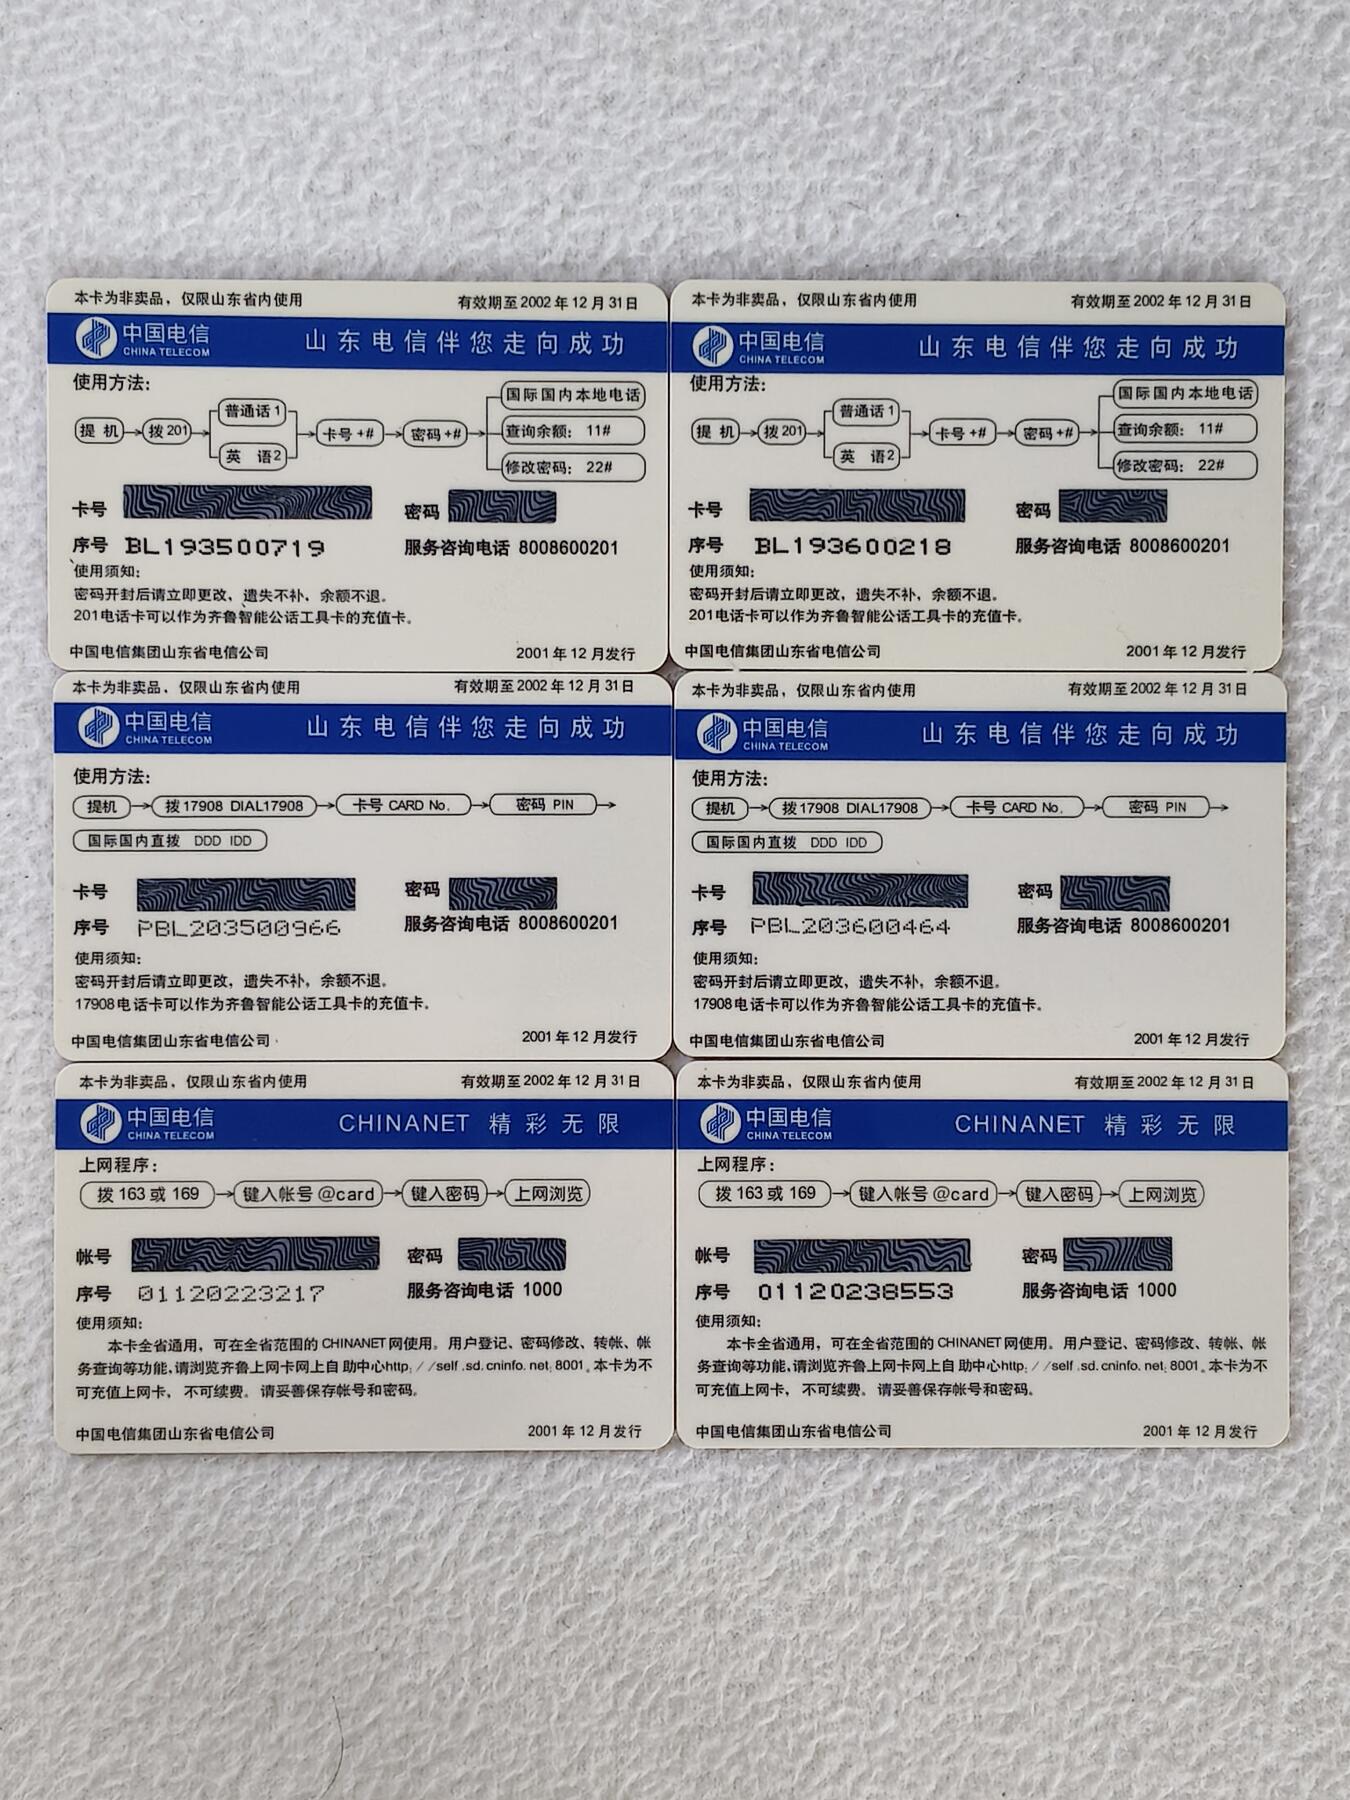 本卡为非卖品，仅限山东省内使用 有效期至2002年12月31日
中国电信 CHINA TELECOM 山东电信伴您走向成功
使用方法：
提机 拨201 普通话1 英语2 卡号+# 密码+# 国际国内本地电话 查询余额：11# 修改密码：22#
卡号 密码
序号 BL193500719 服务咨询电话 8008600201
使用须知：
密码开封后请立即更改，遗失不补，余额不退。
201电话卡可以作为齐鲁智能公话工具卡的充值卡。
中国电信集团山东省电信公司 2001年12月发行
本卡为非卖品，仅限山东省内使用 有效期至2002年12月31日
中国电信 CHINA TELECOM 山东电信伴您走向成功
使用方法：
提机 拨201 普通话1 英语2 卡号+# 密码+# 国际国内本地电话 查询余额：11# 修改密码：22#
卡号 密码
序号 BL193600218 服务咨询电话 8008600201
使用须知：
密码开封后请立即更改，遗失不补，余额不退。
201电话卡可以作为齐鲁智能公话工具卡的充值卡。
中国电信集团山东省电信公司 2001年12月发行
本卡为非卖品，仅限山东省内使用 有效期至2002年12月31日
中国电信 CHINA TELECOM 山东电信伴您走向成功
使用方法：
提机 拨17908 DIAL17908 卡号 CARD No. 密码 PIN
国际国内直拨 DDD IDD
卡号 密码
序号 PBL203500966 服务咨询电话 8008600201
使用须知：
密码开封后请立即更改，遗失不补，余额不退。
17908电话卡可以作为齐鲁智能公话工具卡的充值卡。
中国电信集团山东省电信公司 2001年12月发行
本卡为非卖品，仅限山东省内使用 有效期至2002年12月31日
中国电信 CHINA TELECOM 山东电信伴您走向成功
使用方法：
提机 拨17908 DIAL17908 卡号 CARD No. 密码 PIN
国际国内直拨 DDD IDD
卡号 密码
序号 PBL203600464 服务咨询电话 8008600201
使用须知：
密码开封后请立即更改，遗失不补，余额不退。
17908电话卡可以作为齐鲁智能公话工具卡的充值卡。
中国电信集团山东省电信公司 2001年12月发行
本卡为非卖品，仅限山东省内使用 有效期至2002年12月31日
中国电信 CHINA TELECOM CHINANET 精彩无限
上网程序：
拨163或169 键入帐号@card 键入密码 上网浏览
帐号 密码
序号 01120223217 服务咨询电话 1000
使用须知：
本卡全省通用，可在全省范围的CHINANET网使用。用户登记、密码修改、转帐、帐
务查询等功能,请浏览齐鲁上网卡网上自助中心http://self.sd.cninfo.net:8001。本卡为不
可充值上网卡，不可续费。请妥善保存帐号和密码。
中国电信集团山东省电信公司 2001年12月发行
本卡为非卖品，仅限山东省内使用 有效期至2002年12月31日
中国电信 CHINA TELECOM CHINANET 精彩无限
上网程序：
拨163或169 键入帐号@card 键入密码 上网浏览
帐号 密码
序号 01120238553 服务咨询电话 1000
使用须知：
本卡全省通用，可在全省范围的CHINANET网使用。用户登记、密码修改、转帐、帐
务查询等功能,请浏览齐鲁上网卡网上自助中心http://self.sd.cninfo.net:8001。本卡为不
可充值上网卡，不可续费。请妥善保存帐号和密码。
中国电信集团山东省电信公司 2001年12月发行